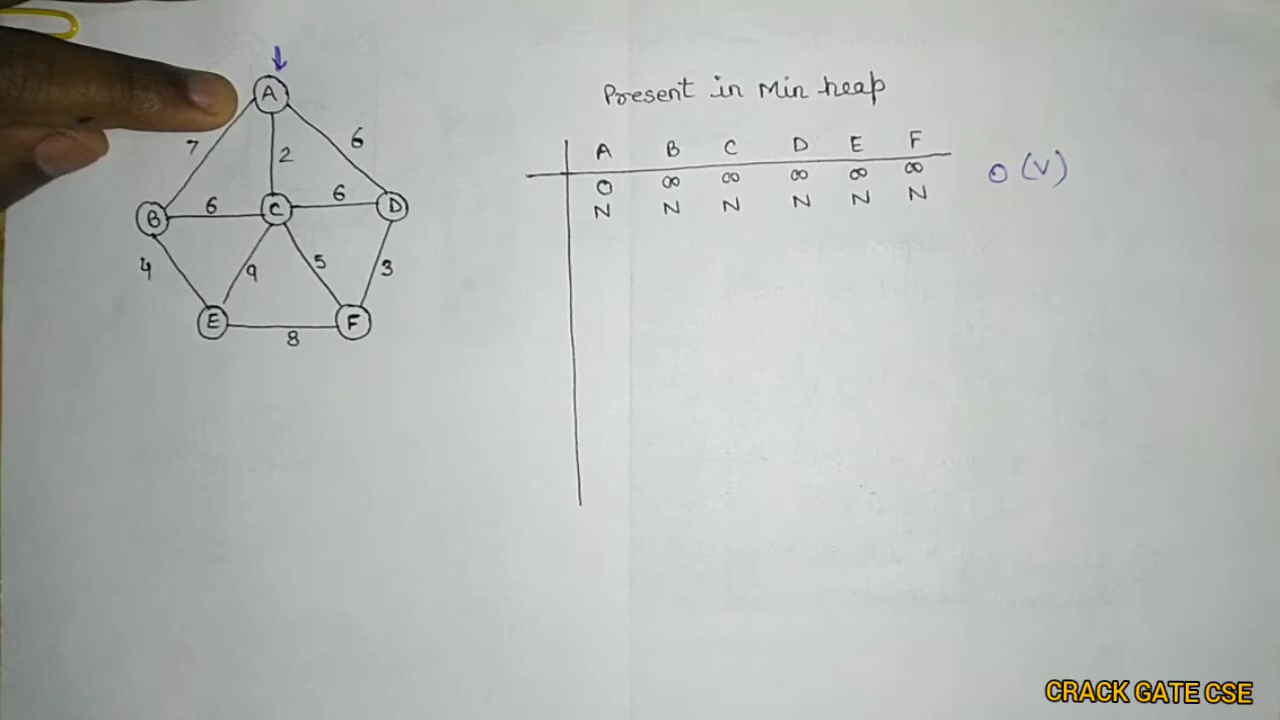 A
7
2
6
B
6
C
6
D
4
9
5
3
E
8
F
Present in Min heap
A B C D E F
0 ∞ ∞ ∞ ∞ ∞ O(V)
N N N N N N
CRACK GATE CSE